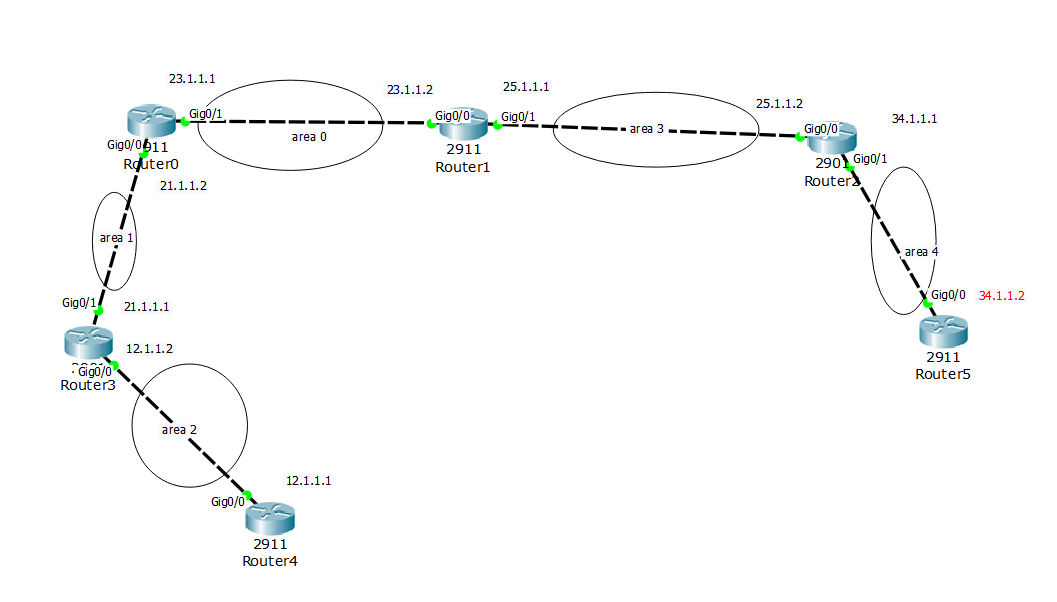 23.1.1.1
23.1.1.2
25.1.1.1
25.1.1.2
34.1.1.1
Gig0/1
Gig0/0
Gig0/1
Gig0/0
area 0
area 3
Gig0/0
Router0
2911
Router1
Router2
Gig0/1
21.1.1.2
area 1
area 4
Gig0/1
21.1.1.1
Gig0/0
34.1.1.2
12.1.1.2
Gig0/0
Router3
2911
Router5
area 2
12.1.1.1
Gig0/0
2911
Router4